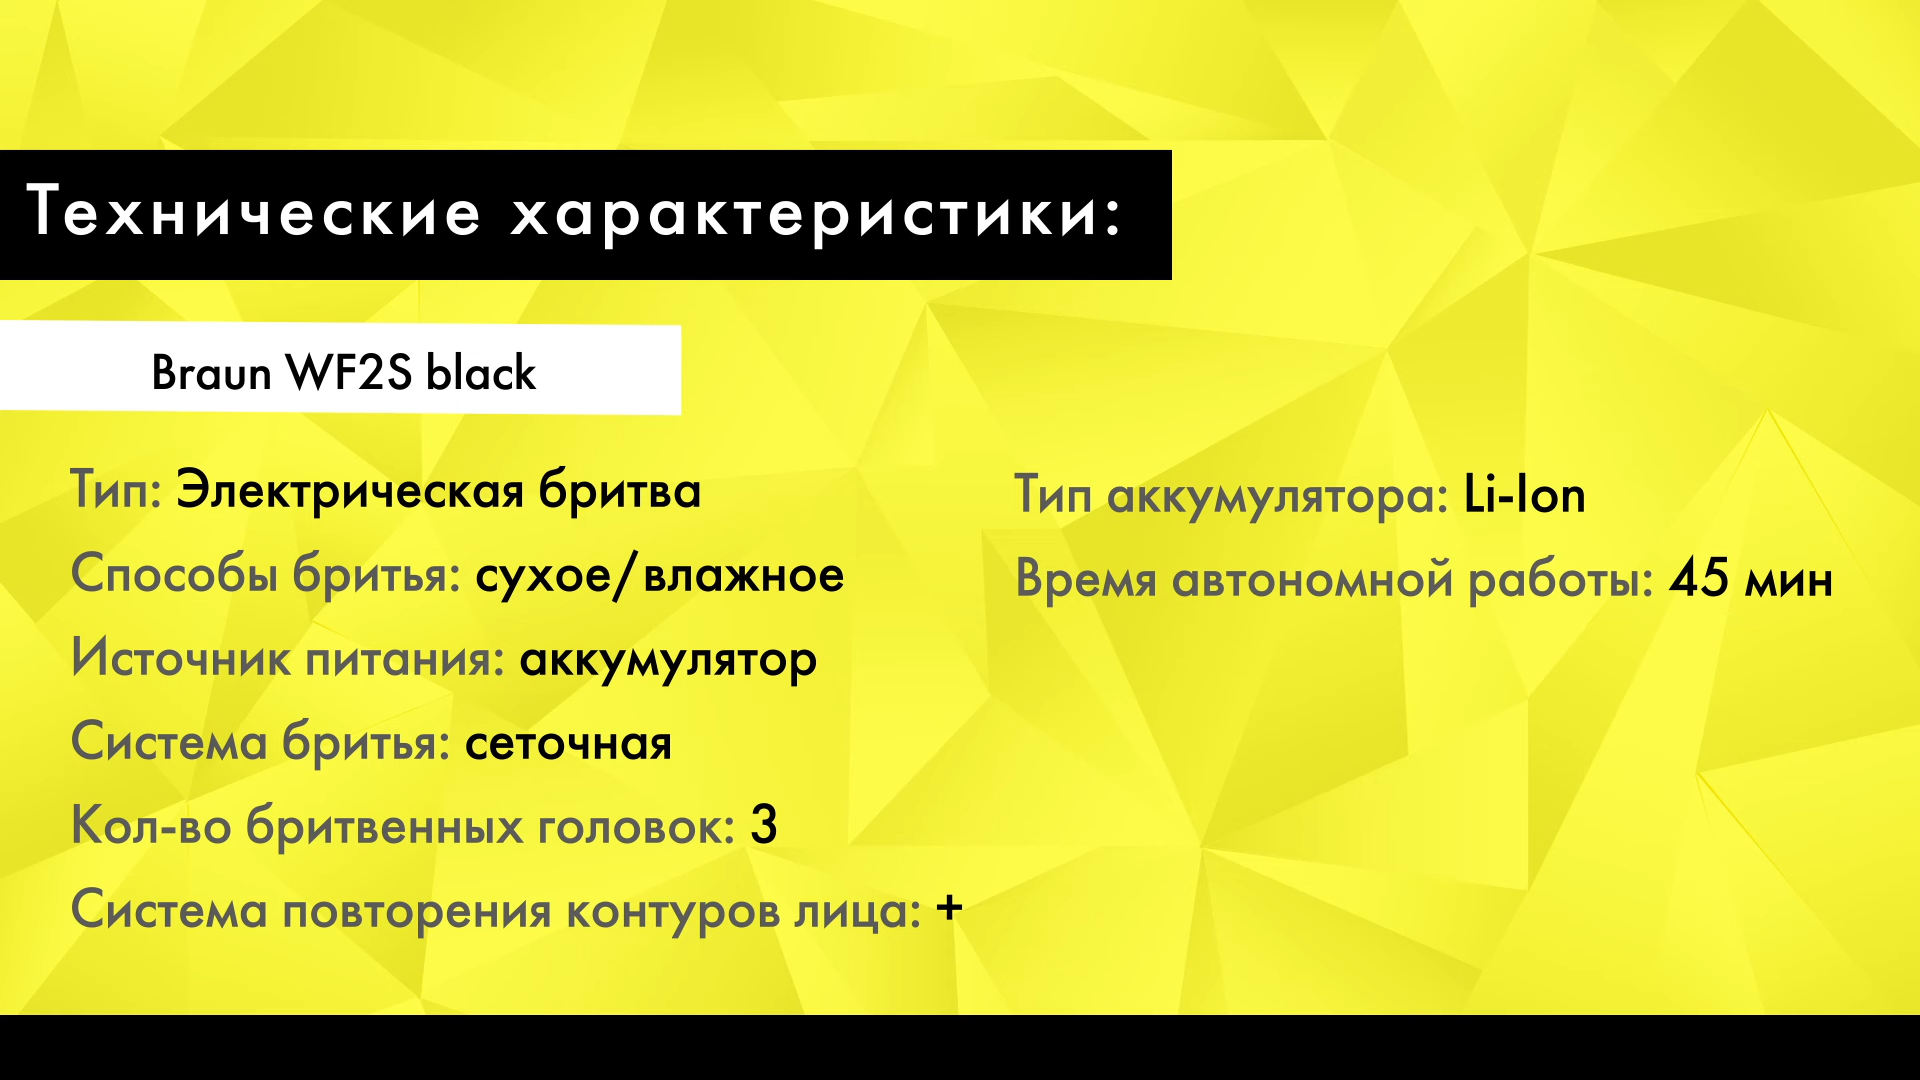 Технические характеристики:
Braun WF2S black
Тип: Электрическая бритва
Способы бритья: сухое/влажное
Источник питания: аккумулятор
Система бритья: сеточная
Кол-во бритвенных головок: 3
Система повторения контуров лица: +
Тип аккумулятора: Li-Ion
Время автономной работы: 45 мин